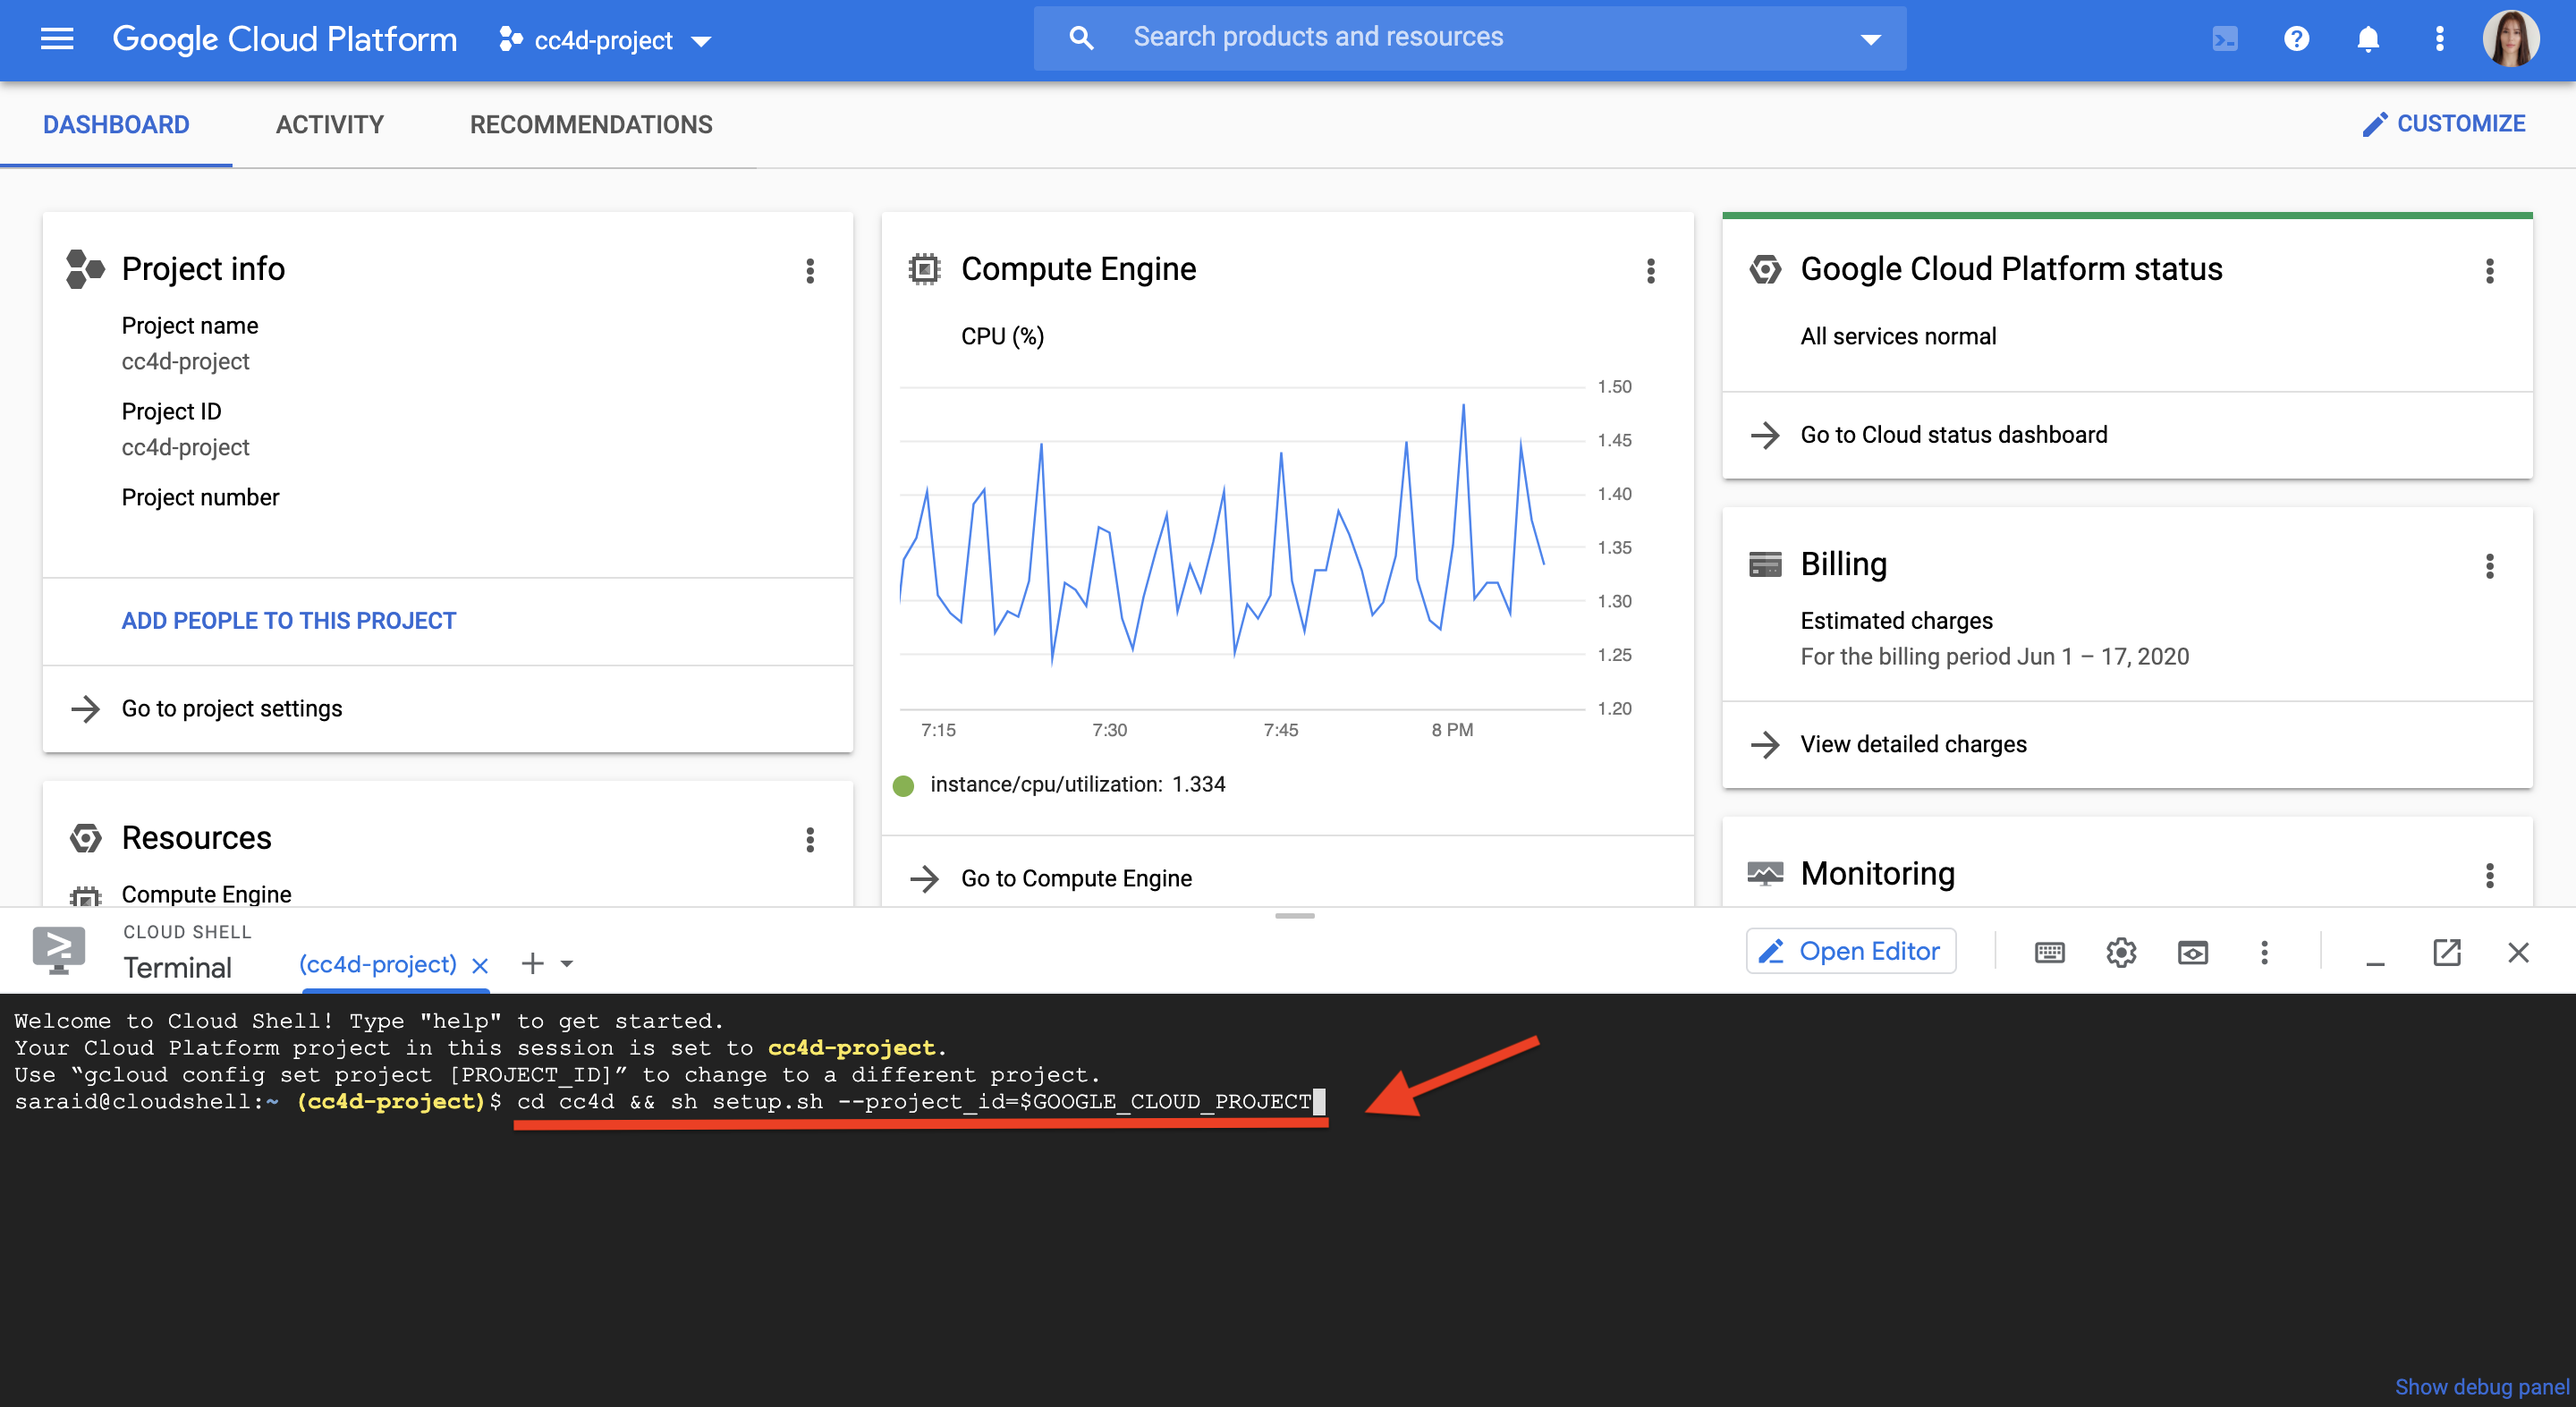 Google Cloud Platform
cc4d-project
Search products and resources
DASHBOARD
ACTIVITY
RECOMMENDATIONS
CUSTOMIZE
Project info
Project name
cc4d-project
Project ID
cc4d-project
Project number
ADD PEOPLE TO THIS PROJECT
Go to project settings
Resources
Compute Engine
Compute Engine
CPU (%)
1.50
1.45
1.40
1.35
1.30
1.25
1.20
7:15
7:30
7:45
8 PM
instance/cpu/utilization: 1.334
Go to Compute Engine
Google Cloud Platform status
All services normal
Go to Cloud status dashboard
Billing
Estimated charges
For the billing period Jun 1 – 17, 2020
View detailed charges
Monitoring
CLOUD SHELL
Terminal
(cc4d-project)
Open Editor
Welcome to Cloud Shell! Type "help" to get started.
Your Cloud Platform project in this session is set to cc4d-project.
Use “gcloud config set project [PROJECT_ID]” to change to a different project.
saraid@cloudshell:~ (cc4d-project)$ cd cc4d && sh setup.sh --project_id=$GOOGLE_CLOUD_PROJECT
Show debug panel